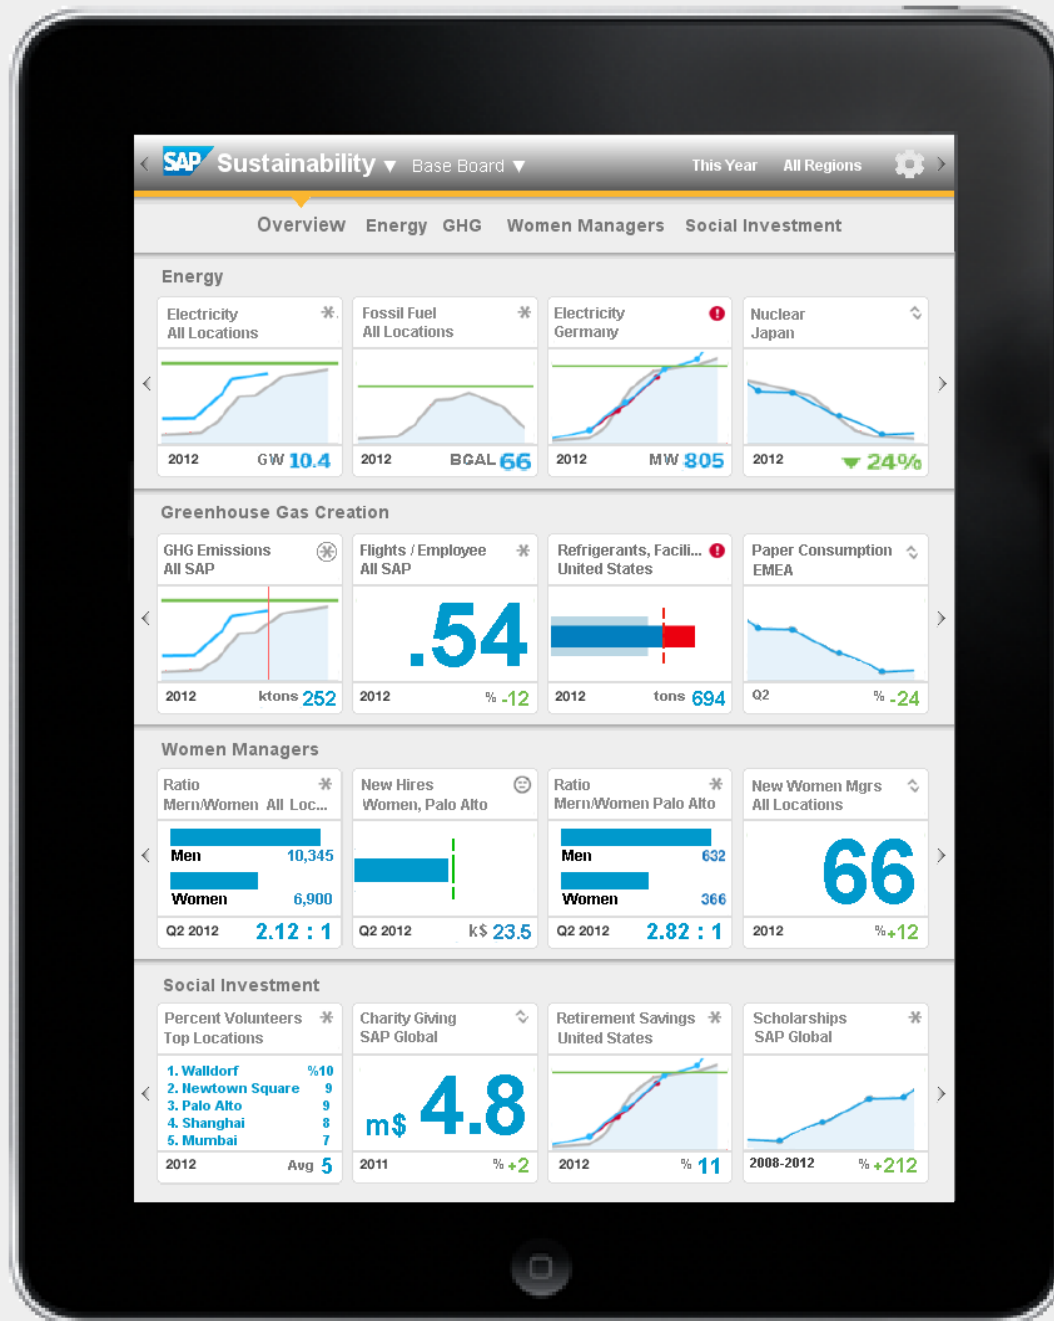 SAP Sustainability ▼ Base Board ▼ This Year All Regions
Overview Energy GHG Women Managers Social Investment
Energy
Electricity
All Locations
2012 GW 10.4
Fossil Fuel
All Locations
2012 BGAL 66
Electricity
Germany
2012 MW 805
Nuclear
Japan
2012 ▼ 24%
Greenhouse Gas Creation
GHG Emissions
All SAP
2012 ktons 252
Flights / Employee
All SAP
.54
2012 % -12
Refrigerants, Facili...
United States
2012 tons 694
Paper Consumption
EMEA
Q2 % -24
Women Managers
Ratio
Men/Women All Loc...
Men 10,345
Women 6,900
Q2 2012 2.12 : 1
New Hires
Women, Palo Alto
Q2 2012 k$ 23.5
Ratio
Men/Women Palo Alto
Men 632
Women 366
Q2 2012 2.82 : 1
New Women Mgrs
All Locations
66
2012 %+12
Social Investment
Percent Volunteers
Top Locations
1. Walldorf %10
2. Newtown Square 9
3. Palo Alto 9
4. Shanghai 8
5. Mumbai 7
2012 Avg 5
Charity Giving
SAP Global
m$ 4.8
2011 % +2
Retirement Savings
United States
2012 % 11
Scholarships
SAP Global
2008-2012 % +212